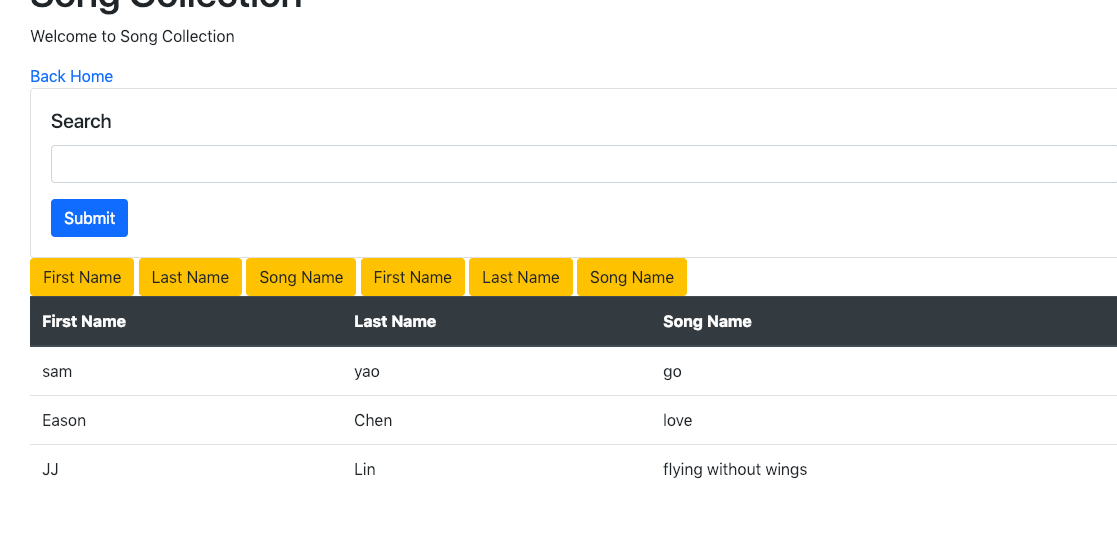 Song Collection
Welcome to Song Collection
Back Home
Search
Submit
First Name Last Name Song Name First Name Last Name Song Name
First Name Last Name Song Name
sam yao go
Eason Chen love
JJ Lin flying without wings